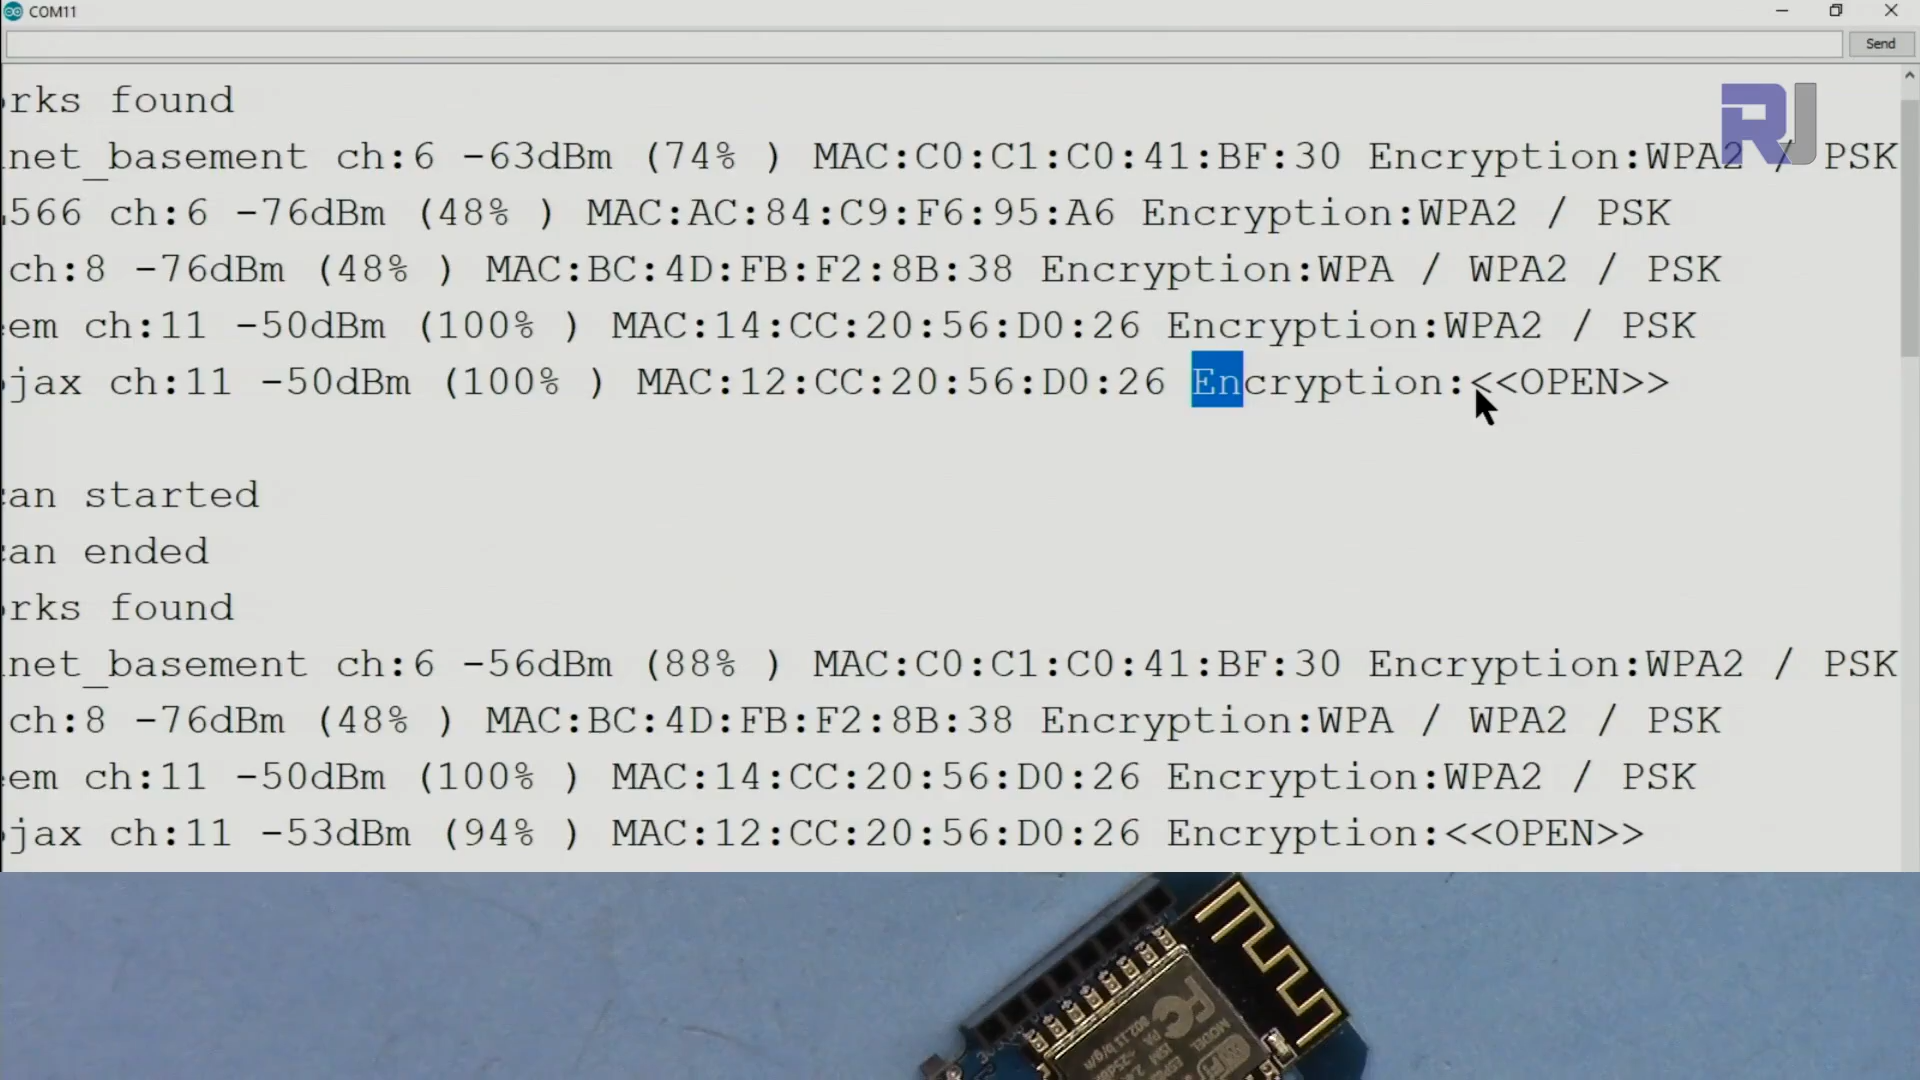 COM11
Send
RJ
rks found
net_basement ch:6 -63dBm (74% ) MAC:C0:C1:C0:41:BF:30 Encryption:WPA2 / PSK
566 ch:6 -76dBm (48% ) MAC:AC:84:C9:F6:95:A6 Encryption:WPA2 / PSK
ch:8 -76dBm (48% ) MAC:BC:4D:FB:F2:8B:38 Encryption:WPA / WPA2 / PSK
em ch:11 -50dBm (100% ) MAC:14:CC:20:56:D0:26 Encryption:WPA2 / PSK
jax ch:11 -50dBm (100% ) MAC:12:CC:20:56:D0:26 Encryption:<<OPEN>>
an started
an ended
rks found
net_basement ch:6 -56dBm (88% ) MAC:C0:C1:C0:41:BF:30 Encryption:WPA2 / PSK
ch:8 -76dBm (48% ) MAC:BC:4D:FB:F2:8B:38 Encryption:WPA / WPA2 / PSK
em ch:11 -50dBm (100% ) MAC:14:CC:20:56:D0:26 Encryption:WPA2 / PSK
jax ch:11 -53dBm (94% ) MAC:12:CC:20:56:D0:26 Encryption:<<OPEN>>
FC
MODEL
ISM
PA
802.11b/g/n